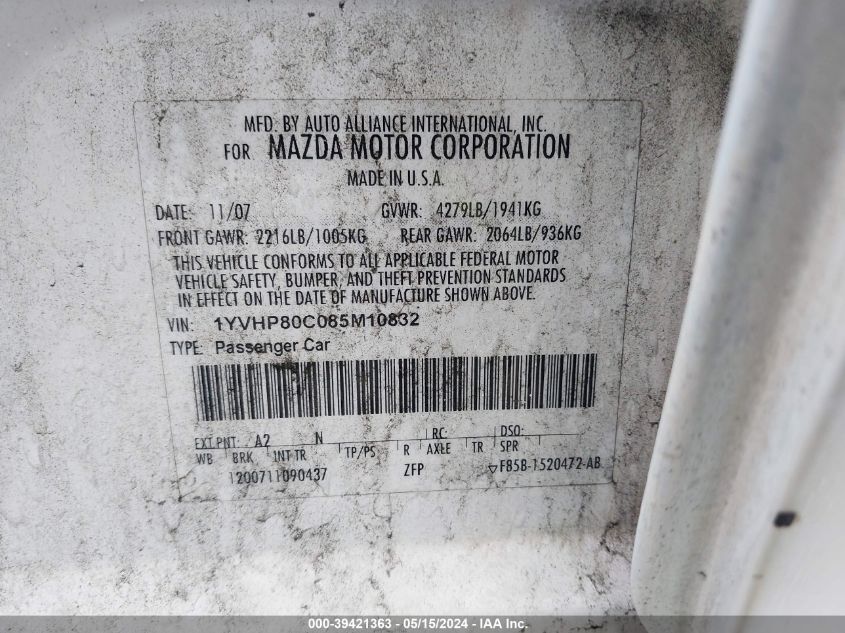 MFD. BY AUTO ALLIANCE INTERNATIONAL, INC.
FOR MAZDA MOTOR CORPORATION
MADE IN U.S.A.
DATE: 11/07 GVWR: 4279LB/1941KG
FRONT GAWR: 2216LB/1005KG REAR GAWR: 2064LB/936KG
THIS VEHICLE CONFORMS TO ALL APPLICABLE FEDERAL MOTOR
VEHICLE SAFETY, BUMPER, AND THEFT PREVENTION STANDARDS
IN EFFECT ON THE DATE OF MANUFACTURE SHOWN ABOVE.
VIN: 1YVHP80C085M10832
TYPE: Passenger Car
EXT PNT: A2 N RC: DSO:
WB BRK INT TR TP/PS R AXLE TR SPR
1200711090437 ZFP F85B-1520472-AB
000-39421363 - 05/15/2024 - IAA Inc.